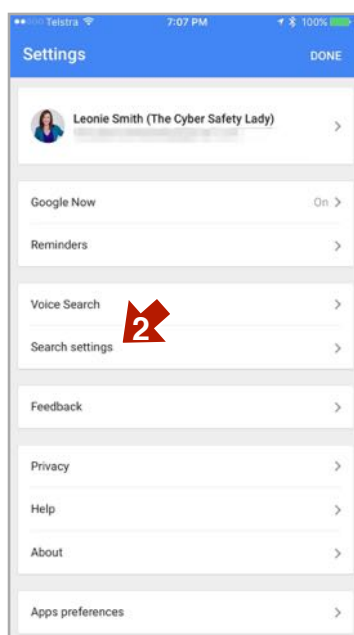 Telstra 7:07 PM 100%
Settings DONE
Leonie Smith (The Cyber Safety Lady)
Google Now On
Reminders
Voice Search
2
Search settings
Feedback
Privacy
Help
About
Apps preferences